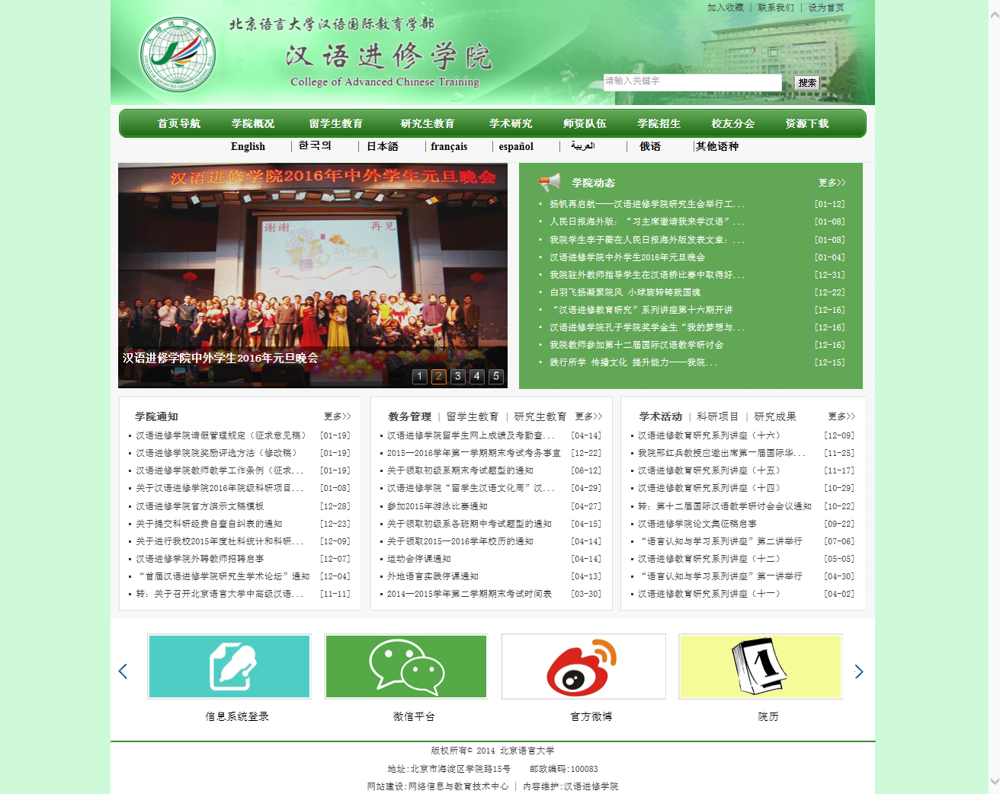 加入收藏 | 联系我们 | 设为首页
北京语言大学汉语国际教育学部
汉语进修学院
College of Advanced Chinese Training
请输入关键字 搜索
首页导航 学院概况 留学生教育 研究生教育 学术研究 师资队伍 学院招生 校友分会 资源下载
English | 한국의 | 日本語 | français | español | العربية | 俄语 | 其他语种
汉语进修学院2016年中外学生元旦晚会
谢谢 再见
福
汉语进修学院中外学生2016年元旦晚会
1 2 3 4 5
学院动态 更多>>
扬帆再启航——汉语进修学院研究生会举行工... [01-12]
人民日报海外版：“习主席邀请我来学汉语”... [01-08]
我院学生李子蘅在人民日报海外版发表文章：... [01-08]
汉语进修学院中外学生2016年元旦晚会 [01-04]
我院驻外教师指导学生在汉语桥比赛中取得好... [12-31]
白羽飞扬凝聚院风 小球旋转铸就国魂 [12-22]
“汉语进修教育研究”系列讲座第十六期开讲 [12-16]
汉语进修学院孔子学院奖学金生“我的梦想与... [12-16]
我院教师参加第十二届国际汉语教学研讨会 [12-16]
践行所学 传播文化 提升能力——我院... [12-15]
学院通知 更多>>
汉语进修学院请假管理规定（征求意见稿） [01-19]
汉语进修学院院奖励评选方法（修改稿） [01-19]
汉语进修学院教师教学工作条例（征求... [01-19]
关于汉语进修学院2016年院级科研项目... [01-08]
汉语进修学院官方演示文稿模板 [12-28]
关于提交科研经费自查自纠表的通知 [12-23]
关于进行我校2015年度社科统计和科研... [12-09]
汉语进修学院外聘教师招聘启事 [12-07]
“首届汉语进修学院研究生学术论坛”通知 [12-04]
转：关于召开北京语言大学中高级汉语... [11-11]
教务管理 | 留学生教育 | 研究生教育 更多>>
汉语进修学院留学生网上成绩及考勤查... [04-14]
2015——2016学年第一学期期末考试考务事宜 [12-22]
关于领取初级系期末考试题型的通知 [06-12]
汉语进修学院“留学生汉语文化周”汉... [04-29]
参加2015年游泳比赛通知 [04-27]
关于领取初级系各班期中考试题型的通知 [04-15]
关于领取2015——2016学年校历的通知 [04-14]
运动会停课通知 [04-14]
外地语言实践停课通知 [04-13]
2014——2015学年第二学期期末考试时间表 [03-30]
学术活动 | 科研项目 | 研究成果 更多>>
汉语进修教育研究系列讲座（十六） [12-09]
我院邢红兵教授应邀出席第一届国际华... [11-25]
汉语进修教育研究系列讲座（十五） [11-17]
汉语进修教育研究系列讲座（十四） [10-29]
转：第十二届国际汉语教学研讨会会议通知 [10-22]
汉语进修学院论文集征稿启事 [09-22]
“语言认知与学习系列讲座”第二讲举行 [07-06]
汉语进修教育研究系列讲座（十二） [05-05]
“语言认知与学习系列讲座”第一讲举行 [04-30]
汉语进修教育研究系列讲座（十一） [04-02]
1
信息系统登录 微信平台 官方微博 院历
版权所有© 2014 北京语言大学
地址:北京市海淀区学院路15号 邮政编码:100083
网站建设:网络信息与教育技术中心 | 内容维护:汉语进修学院